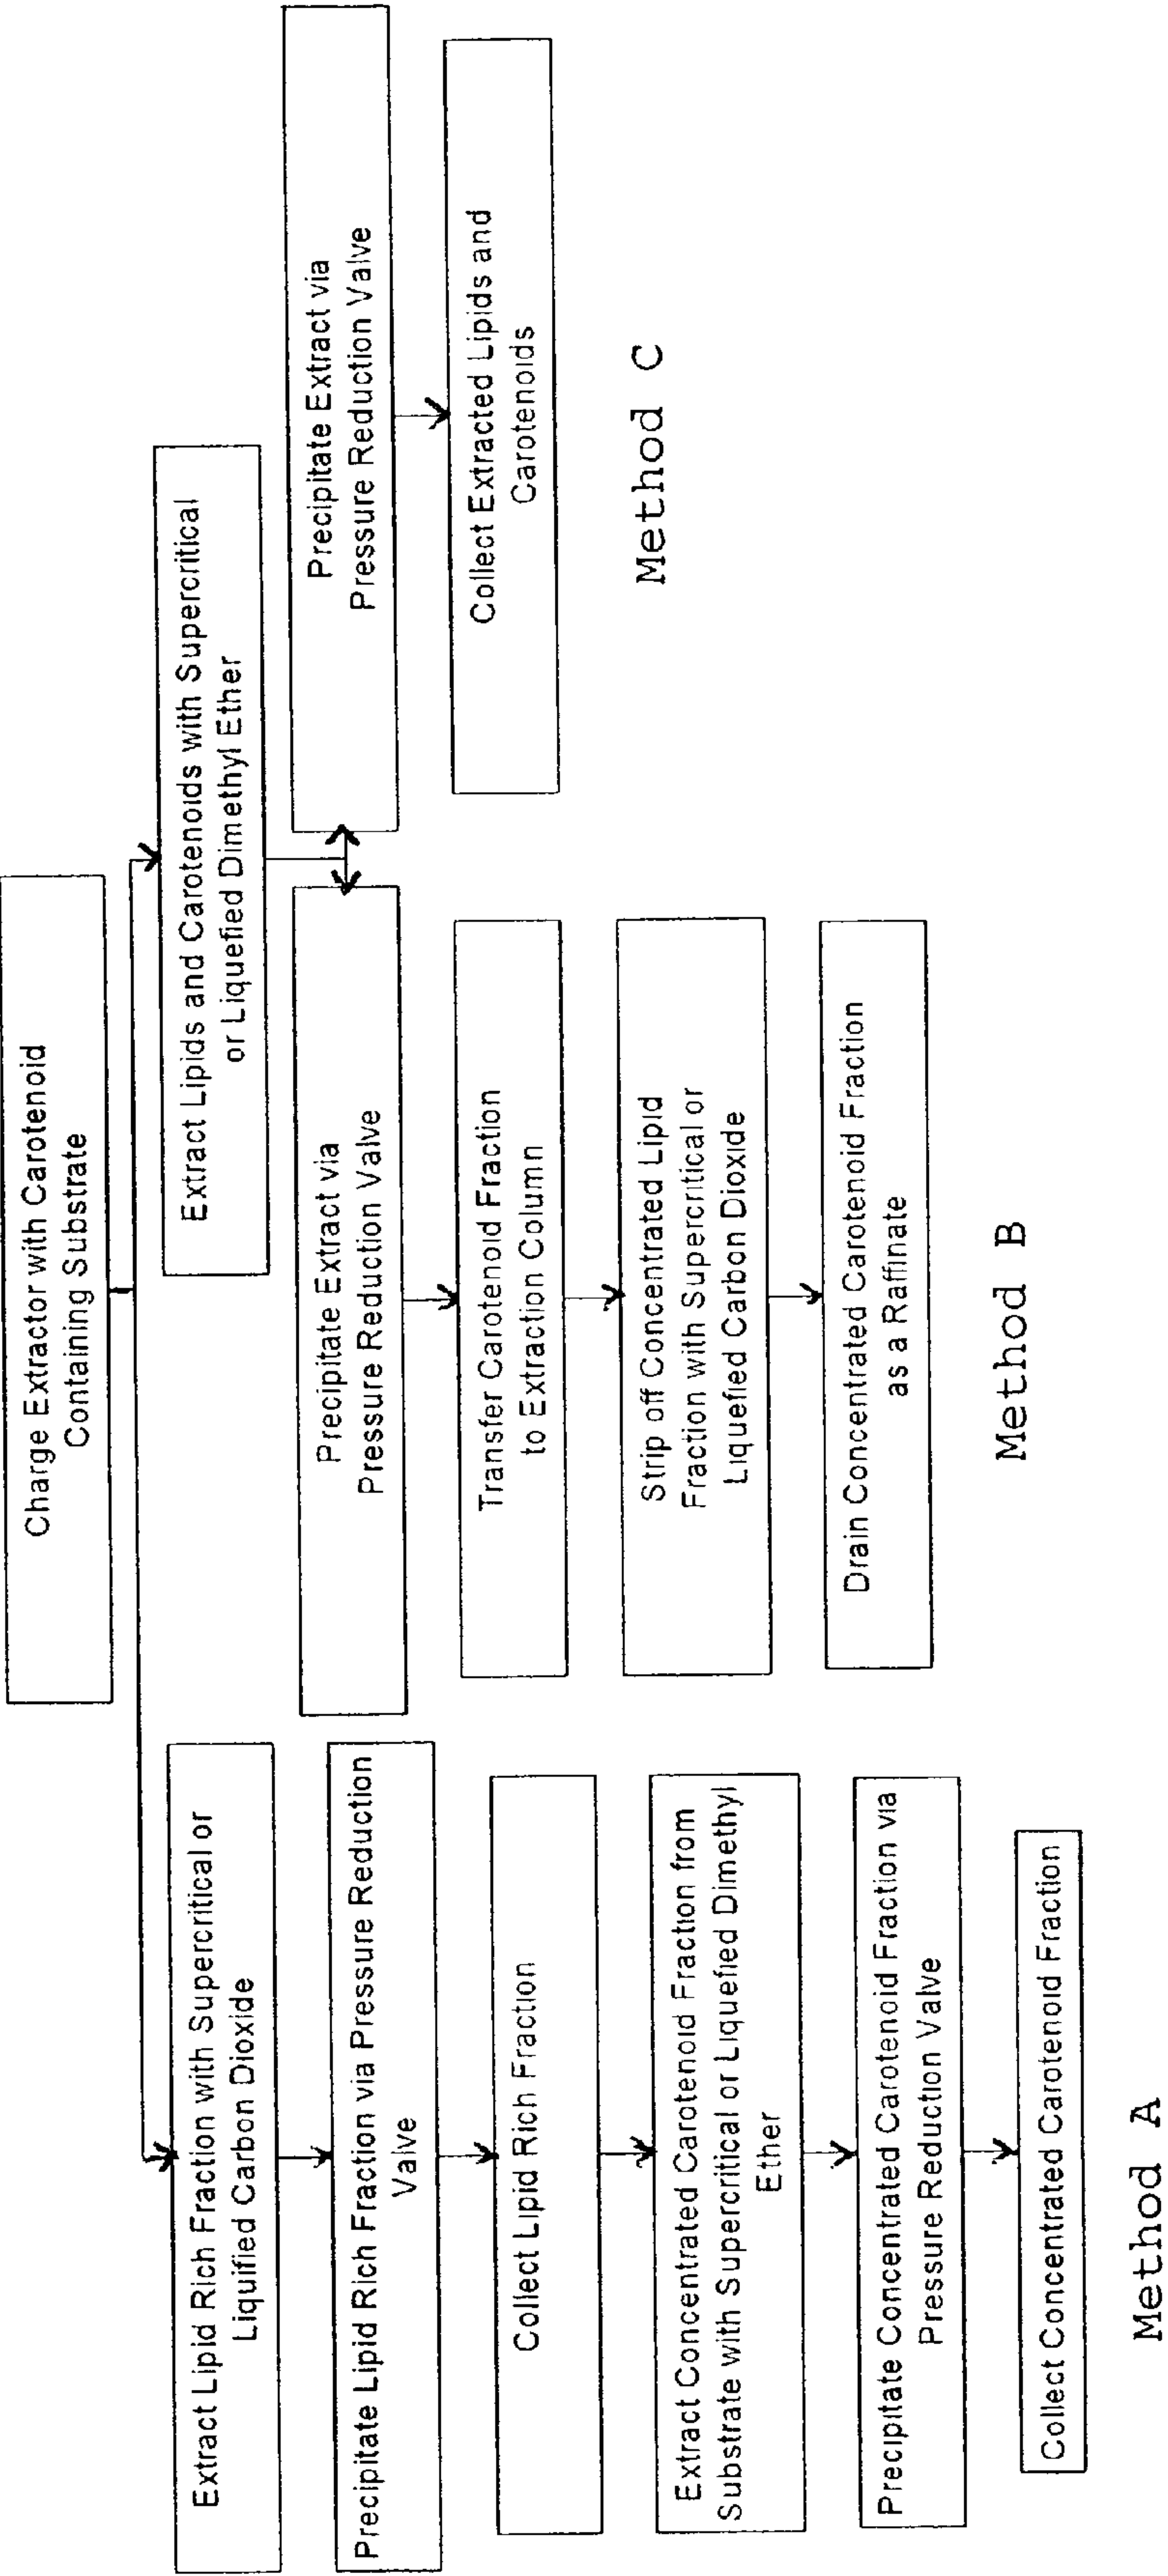 Charge Extractor with Carotenoid
Containing Substrate
Extract Lipid Rich Fraction with Supercritical or
Liquified Carbon Dioxide
Precipitate Lipid Rich Fraction via Pressure Reduction
Valve
Collect Lipid Rich Fraction
Extract Concentrated Carotenoid Fraction from
Substrate with Supercritical or Liquefied Dimethyl
Ether
Precipitate Concentrated Carotenoid Fraction via
Pressure Reduction Valve
Collect Concentrated Carotenoid Fraction
Method A
Extract Lipids and Carotenoids with Supercritical
or Liquefied Dimethyl Ether
Precipitate Extract via
Pressure Reduction Valve
Transfer Carotenoid Fraction
to Extraction Column
Strip off Concentrated Lipid
Fraction with Supercritical or
Liquefied Carbon Dioxide
Drain Concentrated Carotenoid Fraction
as a Raffinate
Method B
Precipitate Extract via
Pressure Reduction Valve
Collect Extracted Lipids and
Carotenoids
Method C